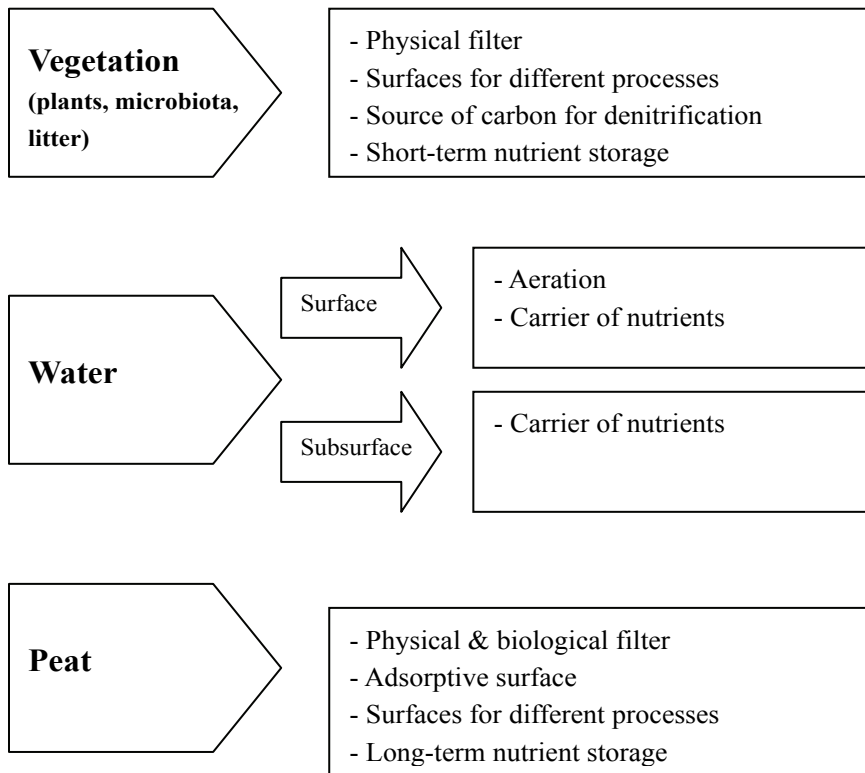 Vegetation
(plants, microbiota,
litter)
- Physical filter
- Surfaces for different processes
- Source of carbon for denitrification
- Short-term nutrient storage
Water
Surface
- Aeration
- Carrier of nutrients
Subsurface
- Carrier of nutrients
Peat
- Physical & biological filter
- Adsorptive surface
- Surfaces for different processes
- Long-term nutrient storage